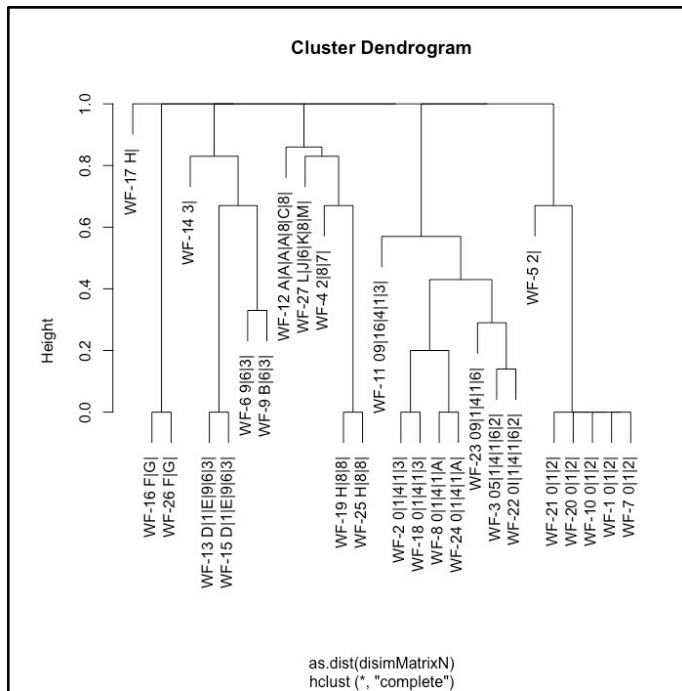 Cluster Dendrogram
Height
1.0
0.8
0.6
0.4
0.2
0.0
WF-17 H|
WF-16 F|G|
WF-26 F|G|
WF-14 3|
WF-13 D|1|E|9|6|3|
WF-15 D|1|E|9|6|3|
WF-6 9|6|3|
WF-9 B|6|3|
WF-12 A|A|A|A|8|C|8|
WF-27 L|J|6|K|8|M|
WF-4 2|8|7|
WF-19 H|8|8|
WF-25 H|8|8|
WF-11 09|16|4|1|3|
WF-2 0|1|4|1|3|
WF-18 0|1|4|1|3|
WF-8 0|1|4|1|A|
WF-24 0|1|4|1|A|
WF-23 09|1|4|1|6|
WF-3 05|1|4|1|6|2|
WF-22 0|1|4|1|6|2|
WF-5 2|
WF-21 0|1|2|
WF-20 0|1|2|
WF-10 0|1|2|
WF-1 0|1|2|
WF-7 0|1|2|
as.dist(disimMatrixN)
hclust (*, "complete")